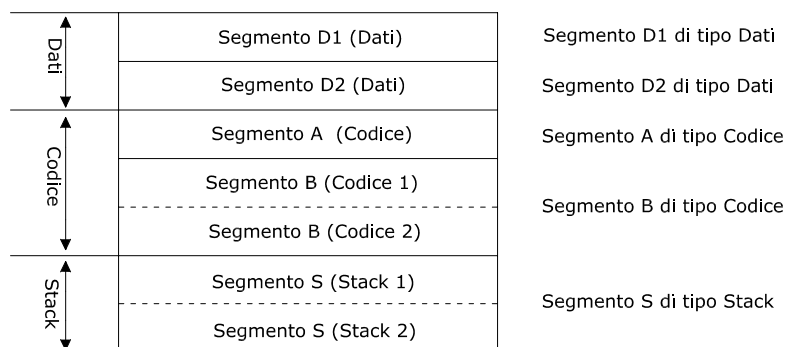 Dati
Segmento D1 (Dati)
Segmento D1 di tipo Dati
Segmento D2 (Dati)
Segmento D2 di tipo Dati
Codice
Segmento A (Codice)
Segmento A di tipo Codice
Segmento B (Codice 1)
Segmento B di tipo Codice
Segmento B (Codice 2)
Stack
Segmento S (Stack 1)
Segmento S di tipo Stack
Segmento S (Stack 2)